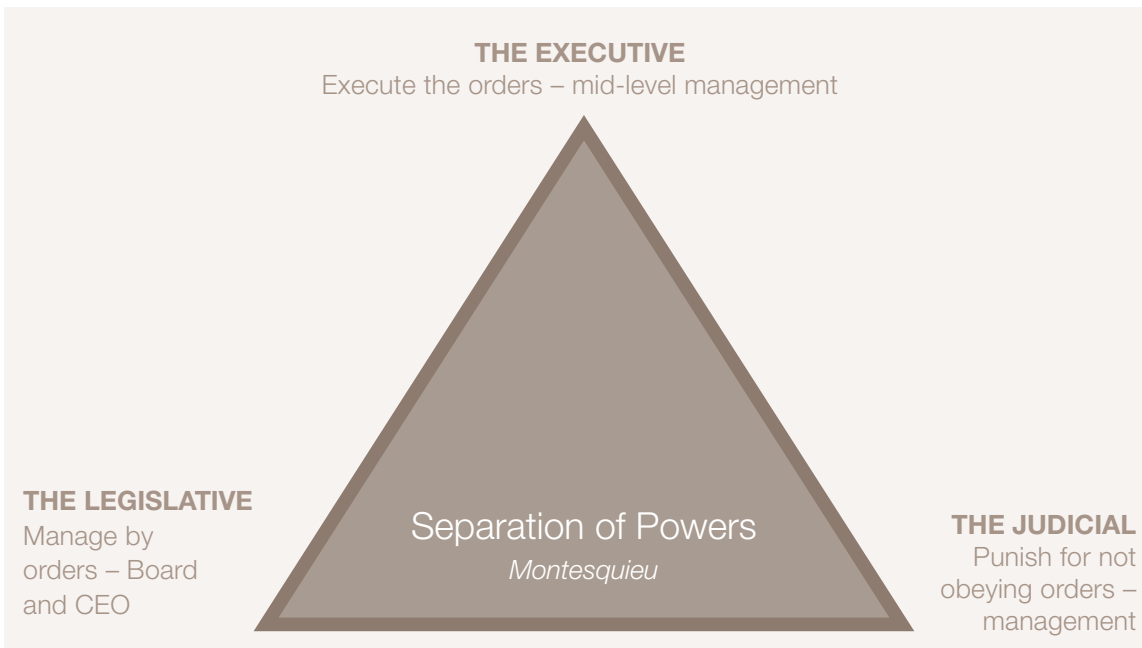 THE EXECUTIVE
Execute the orders – mid-level management
THE LEGISLATIVE
Manage by
orders – Board
and CEO
Separation of Powers
Montesquieu
THE JUDICIAL
Punish for not
obeying orders –
management